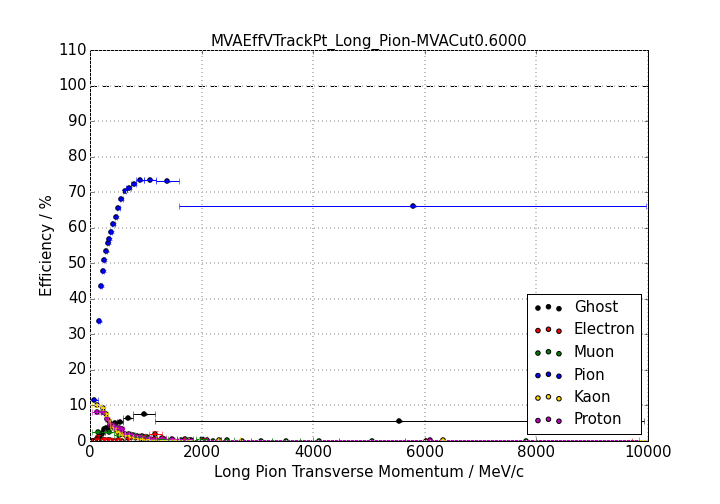 MVAEffVTrackPt_Long_Pion-MVACut0.6000
110
100
90
80
70
60
50
40
30
20
10
0
Efficiency / %
Ghost
Electron
Muon
Pion
Kaon
Proton
0 2000 4000 6000 8000 10000
Long Pion Transverse Momentum / MeV/c